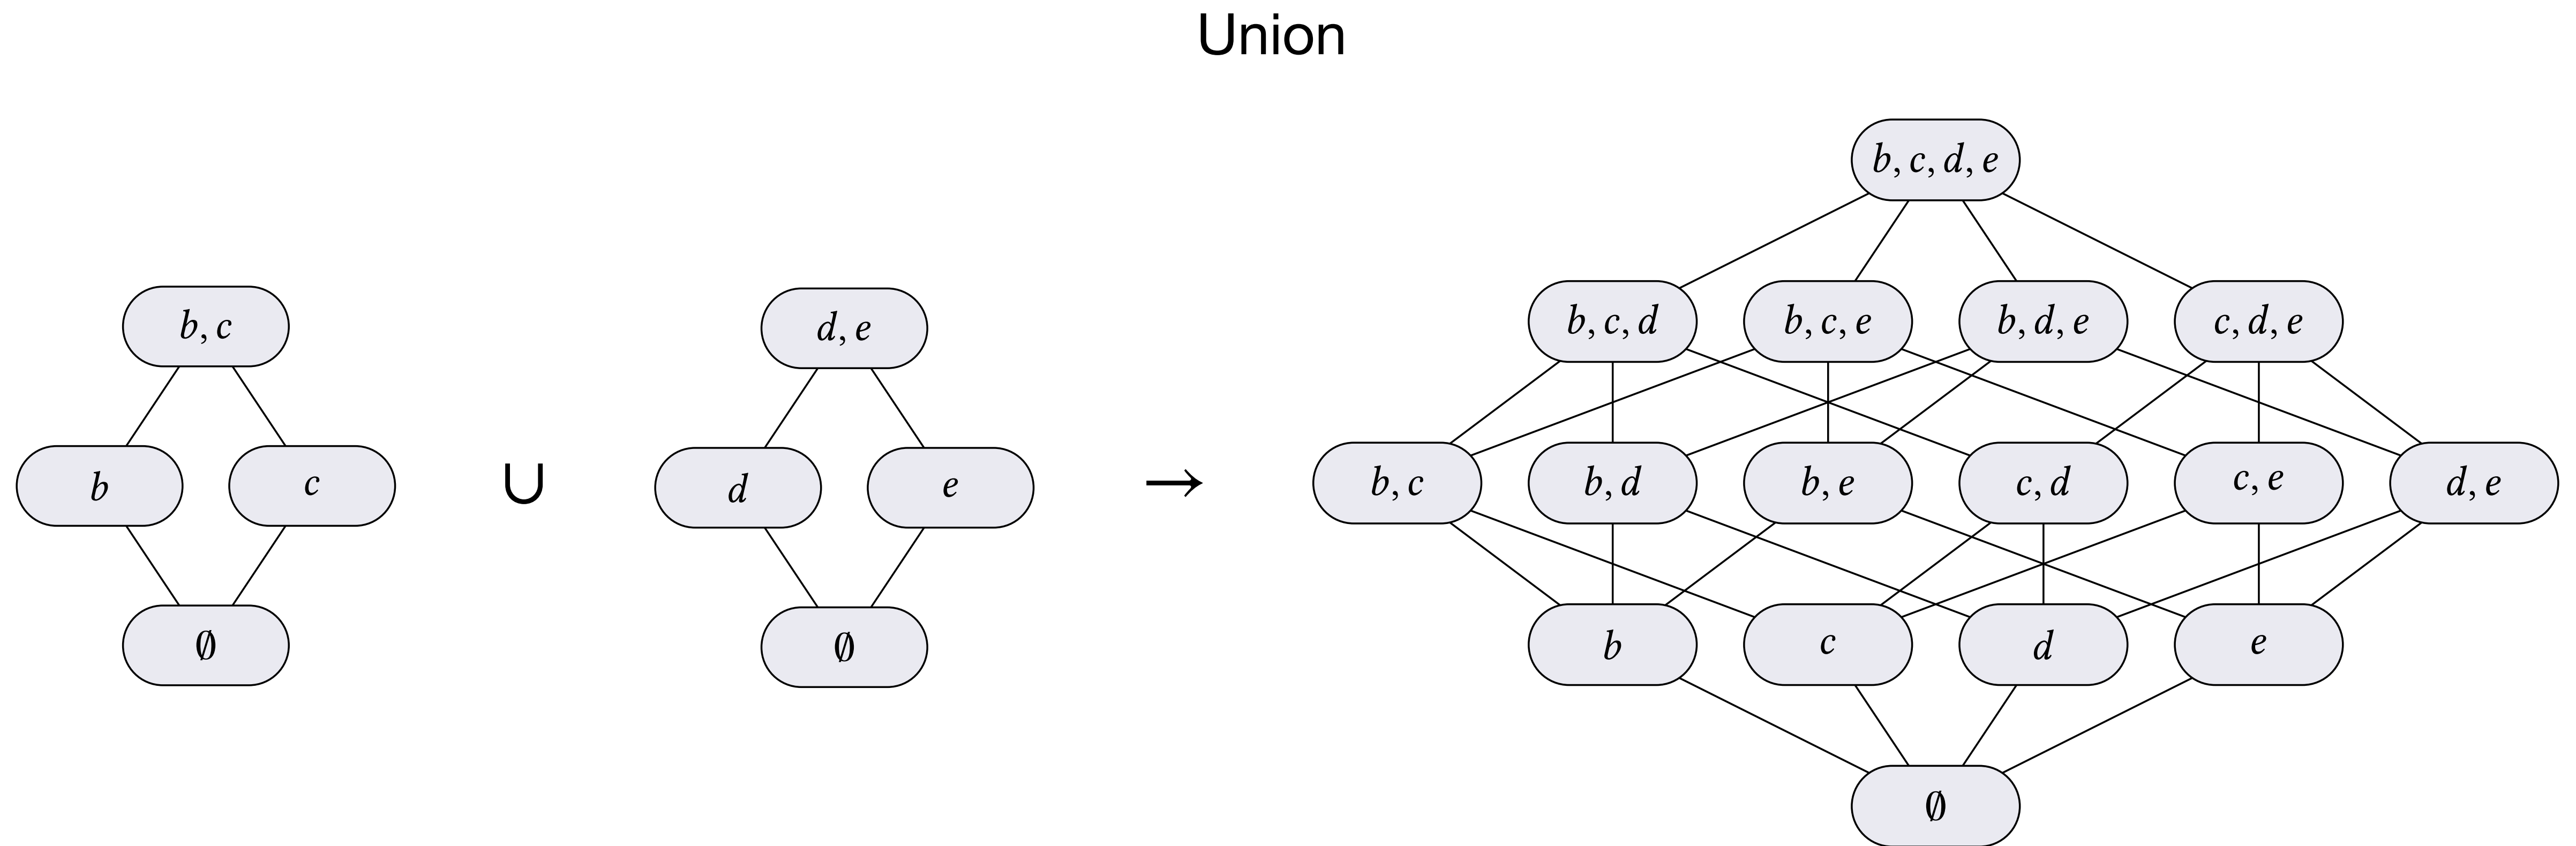 Union
b, c
b
c
∅
∪
d, e
d
e
∅
→
b, c, d, e
b, c, d
b, c, e
b, d, e
c, d, e
b, c
b, d
b, e
c, d
c, e
d, e
b
c
d
e
∅